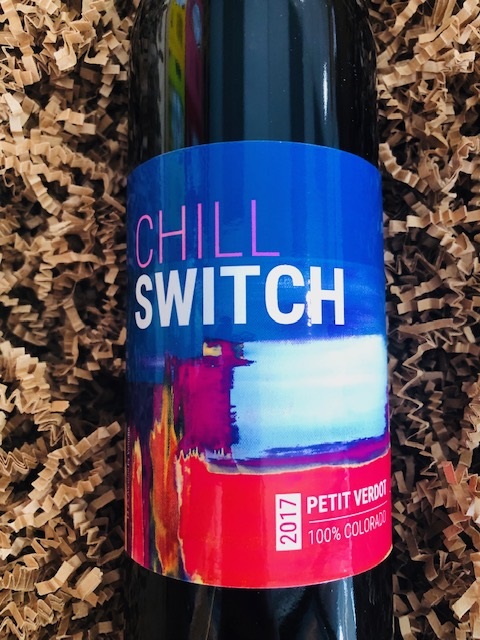 CHILL
SWITCH
2017
PETIT VERDOT
100% COLORADO